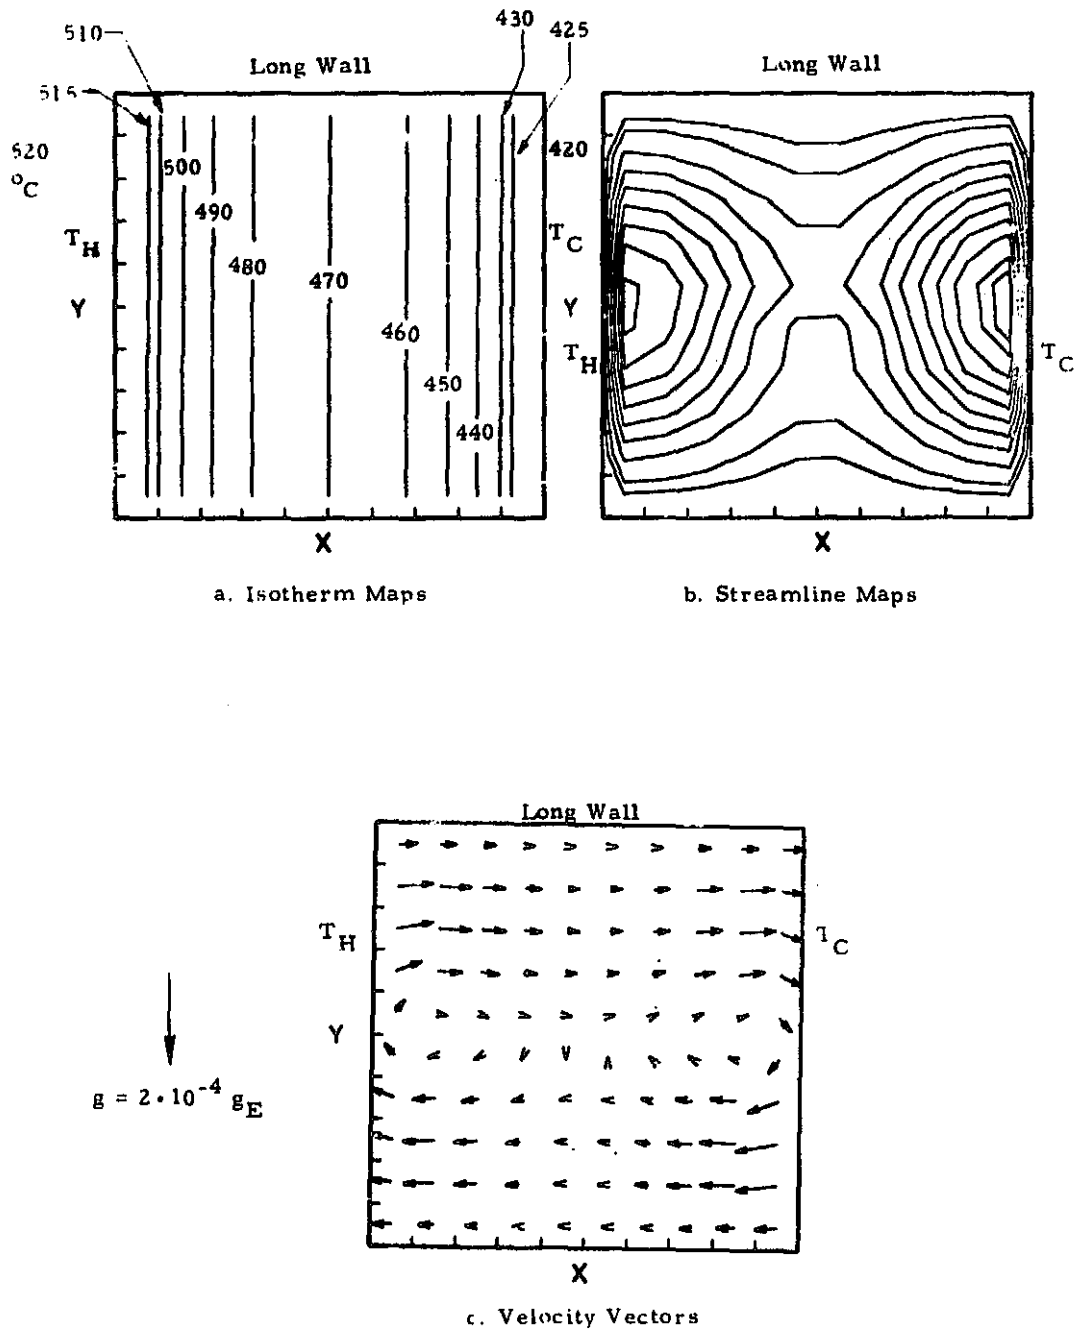 430
510
425
Long Wall
Long Wall
515
520
°C
420
500
490
T_H
T_C
480
470
Y
Y
460
T_H
T_C
450
440
X
X
a. Isotherm Maps
b. Streamline Maps
Long Wall
T_H
T_C
Y
g = 2·10⁻⁴ g_E
X
c. Velocity Vectors